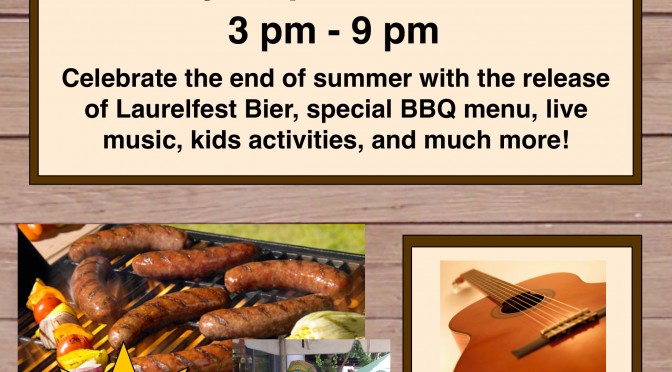 3 pm - 9 pm
Celebrate the end of summer with the release
of Laurelfest Bier, special BBQ menu, live
music, kids activities, and much more!